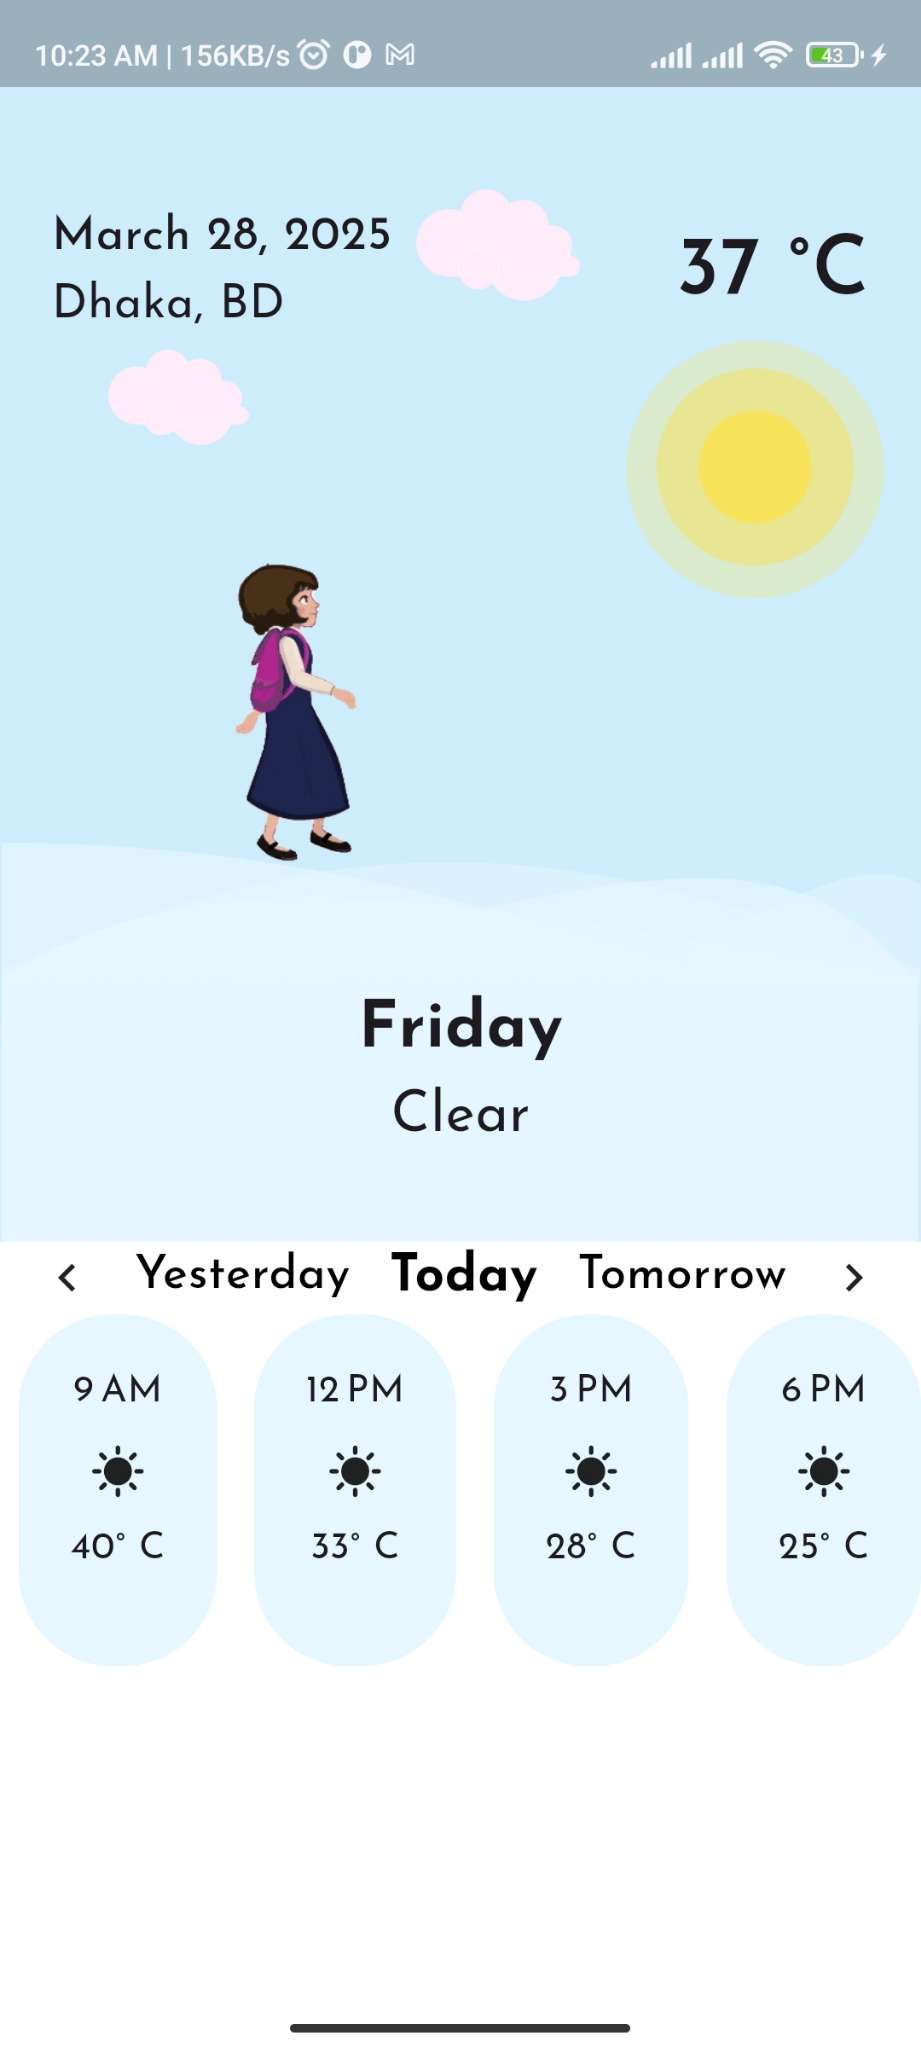 10:23 AM | 156KB/s 43
March 28, 2025
Dhaka, BD
37 °C
Friday
Clear
Yesterday Today Tomorrow
9 AM 12 PM 3 PM 6 PM
40° C 33° C 28° C 25° C